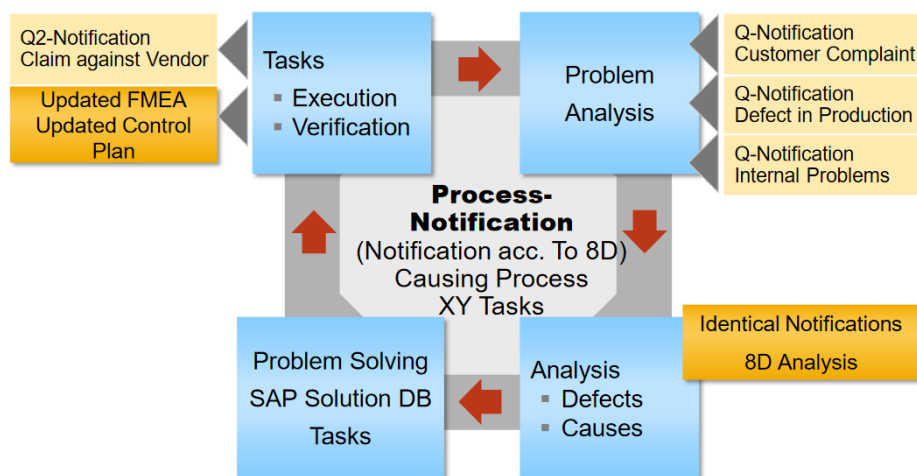 Q2-Notification
Claim against Vendor
Updated FMEA
Updated Control
Plan
Tasks
▪ Execution
▪ Verification
Problem
Analysis
Q-Notification
Customer Complaint
Q-Notification
Defect in Production
Q-Notification
Internal Problems
Process-
Notification
(Notification acc. To 8D)
Causing Process
XY Tasks
Problem Solving
SAP Solution DB
Tasks
Analysis
▪ Defects
▪ Causes
Identical Notifications
8D Analysis